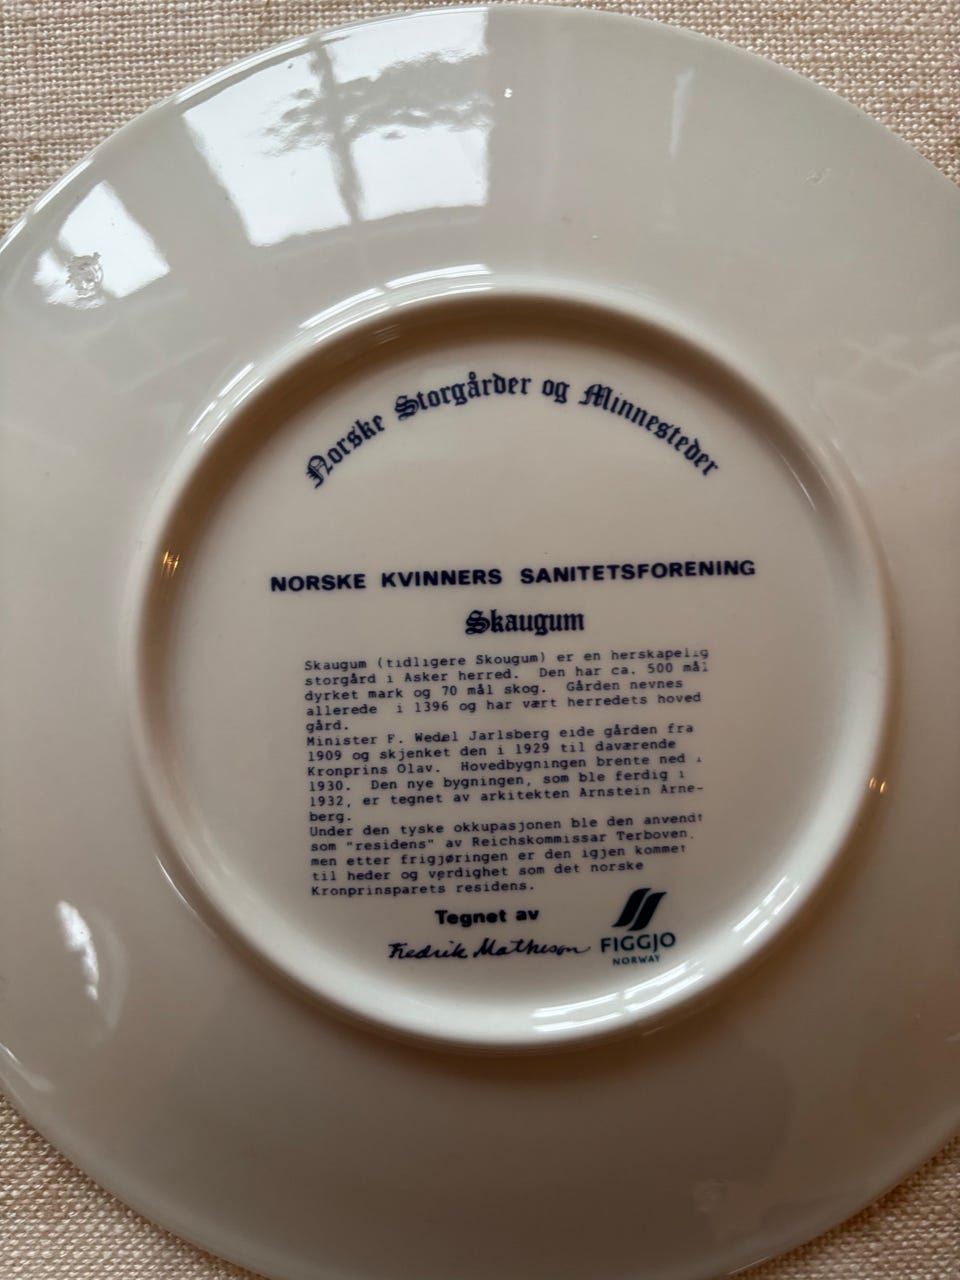 Norske Storgårder og Minnesteder
NORSKE KVINNERS SANITETSFORENING
Skaugum
Skaugum (tidligere Skougum) er en herskapelig
storgård i Asker herred. Den har ca. 500 mål
dyrket mark og 70 mål skog. Gården nevnes
allerede i 1396 og har vært herredets hoved
gård.
Minister F. Wedel Jarlsberg eide gården fra
1909 og skjenket den i 1929 til daværende
Kronprins Olav. Hovedbygningen brente ned i
1930. Den nye bygningen, som ble ferdig i
1932, er tegnet av arkitekten Arnstein Arne-
berg.
Under den tyske okkupasjonen ble den anvendt
som "residens" av Reichskommissar Terboven.
men etter frigjøringen er den igjen kommet
til heder og verdighet som det norske
Kronprinsparets residens.
Tegnet av
Fredrik Matheson
FIGGJO
NORWAY